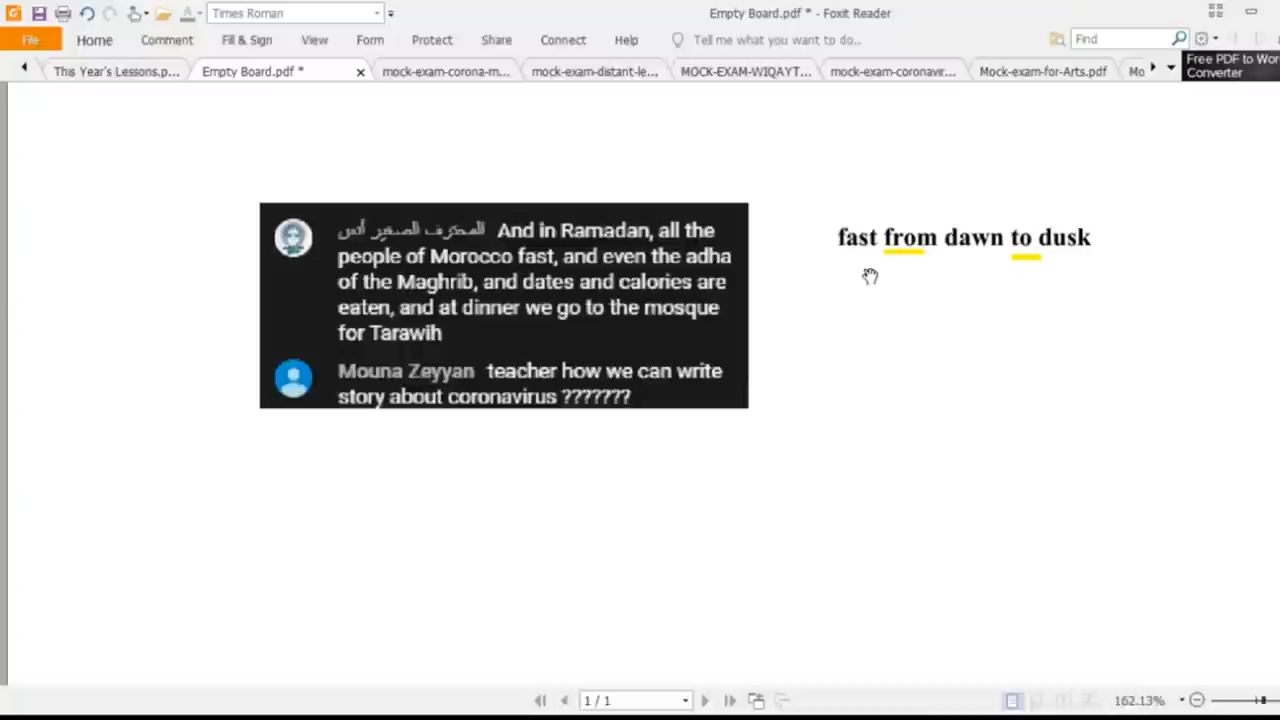 Times Roman
Empty Board.pdf * - Foxit Reader
File Home Comment Fill & Sign View Form Protect Share Connect Help Tell me what you want to do.. Find
This Year's Lessons.p... Empty Board.pdf * mock-exam-corona-m... mock-exam-distant-le... MOCK-EXAM-WIQAYT... mock-exam-coronavir... Mock-exam-for-Arts.pdf Mo
Free PDF to Wor
Converter
المحترف الصغير أنس And in Ramadan, all the
people of Morocco fast, and even the adha
of the Maghrib, and dates and calories are
eaten, and at dinner we go to the mosque
for Tarawih
Mouna Zeyyan teacher how we can write
story about coronavirus ???????
fast from dawn to dusk
1 / 1
162.13%